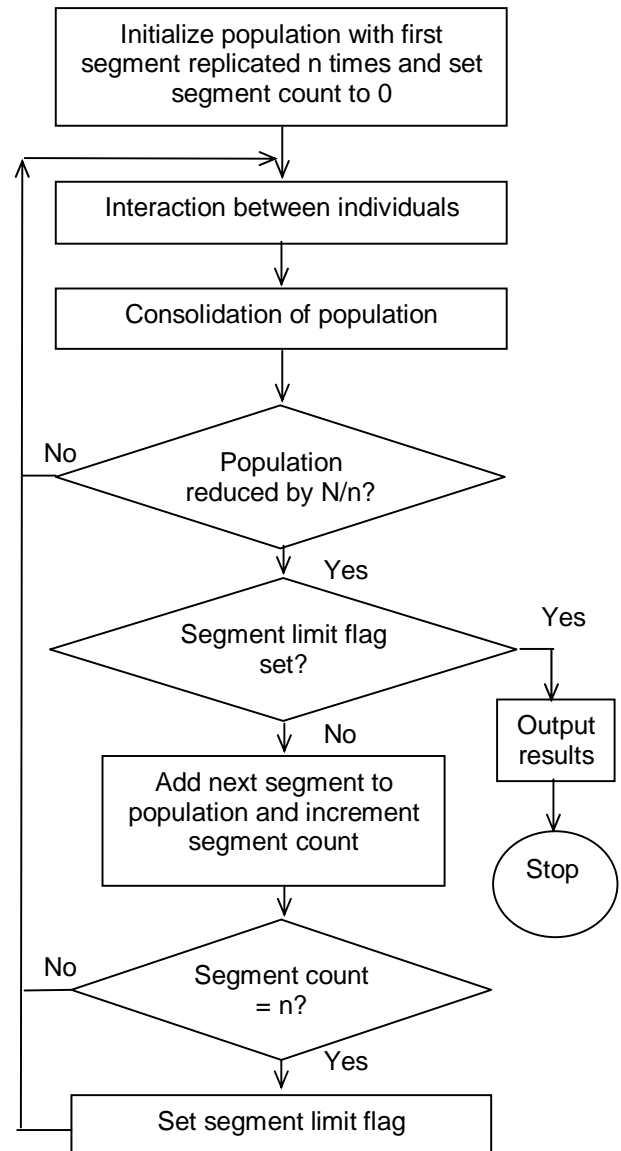 Initialize population with first
segment replicated n times and set
segment count to 0
Interaction between individuals
Consolidation of population
No
Population
reduced by N/n?
Yes
Segment limit flag
set?
Yes
Output
results
Stop
No
Add next segment to
population and increment
segment count
No
Segment count
= n?
Yes
Set segment limit flag